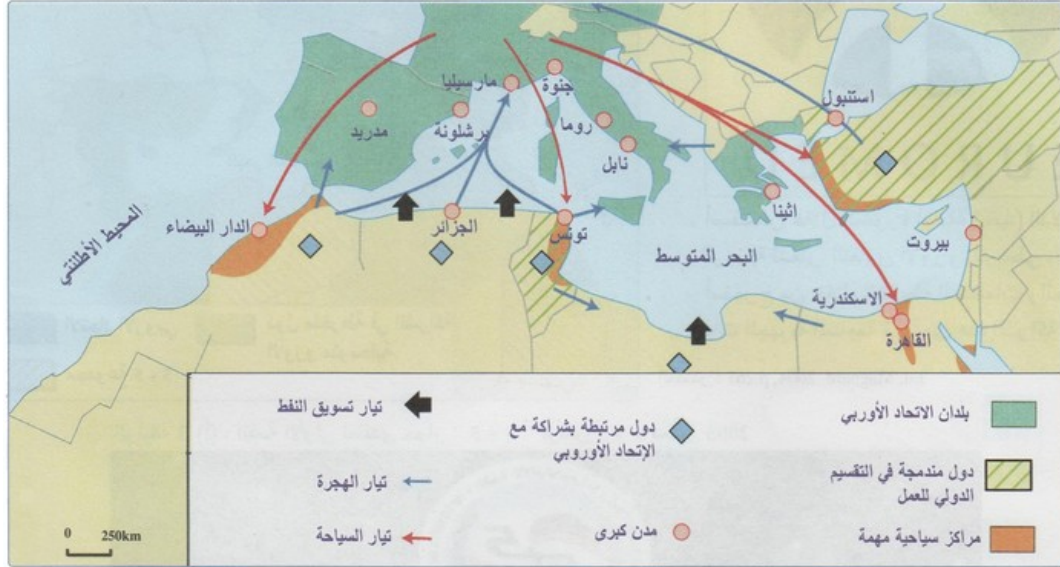 استنبول
جنوة
مارسيليا
برشلونة
مدريد
روما
نابل
اثينا
المحيط الأطلنتي
الدار البيضاء
الجزائر
تونس
البحر المتوسط
بيروت
الاسكندرية
القاهرة
بلدان الاتحاد الأوربي
دول مرتبطة بشراكة مع
الإتحاد الأوروبي
تيار تسويق النفط
دول مندمجة في التقسيم
الدولي للعمل
تيار الهجرة
مراكز سياحية مهمة
مدن كبرى
تيار السياحة
0 250km